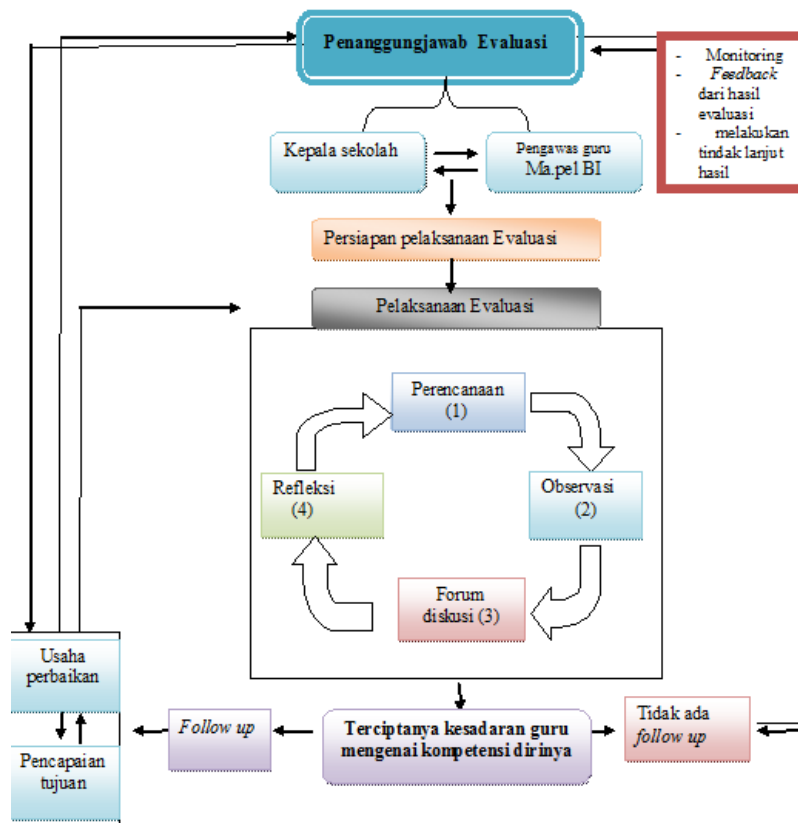 Penanggungjawab Evaluasi
- Monitoring
- Feedback
dari hasil
evaluasi
- melakukan
tindak lanjut
hasil
Kepala sekolah
Pengawas guru
Ma.pel BI
Persiapan pelaksanaan Evaluasi
Pelaksanaan Evaluasi
Perencanaan
(1)
Refleksi
(4)
Observasi
(2)
Forum
diskusi (3)
Usaha
perbaikan
Pencapaian
tujuan
Follow up
Terciptanya kesadaran guru
mengenai kompetensi dirinya
Tidak ada
follow up